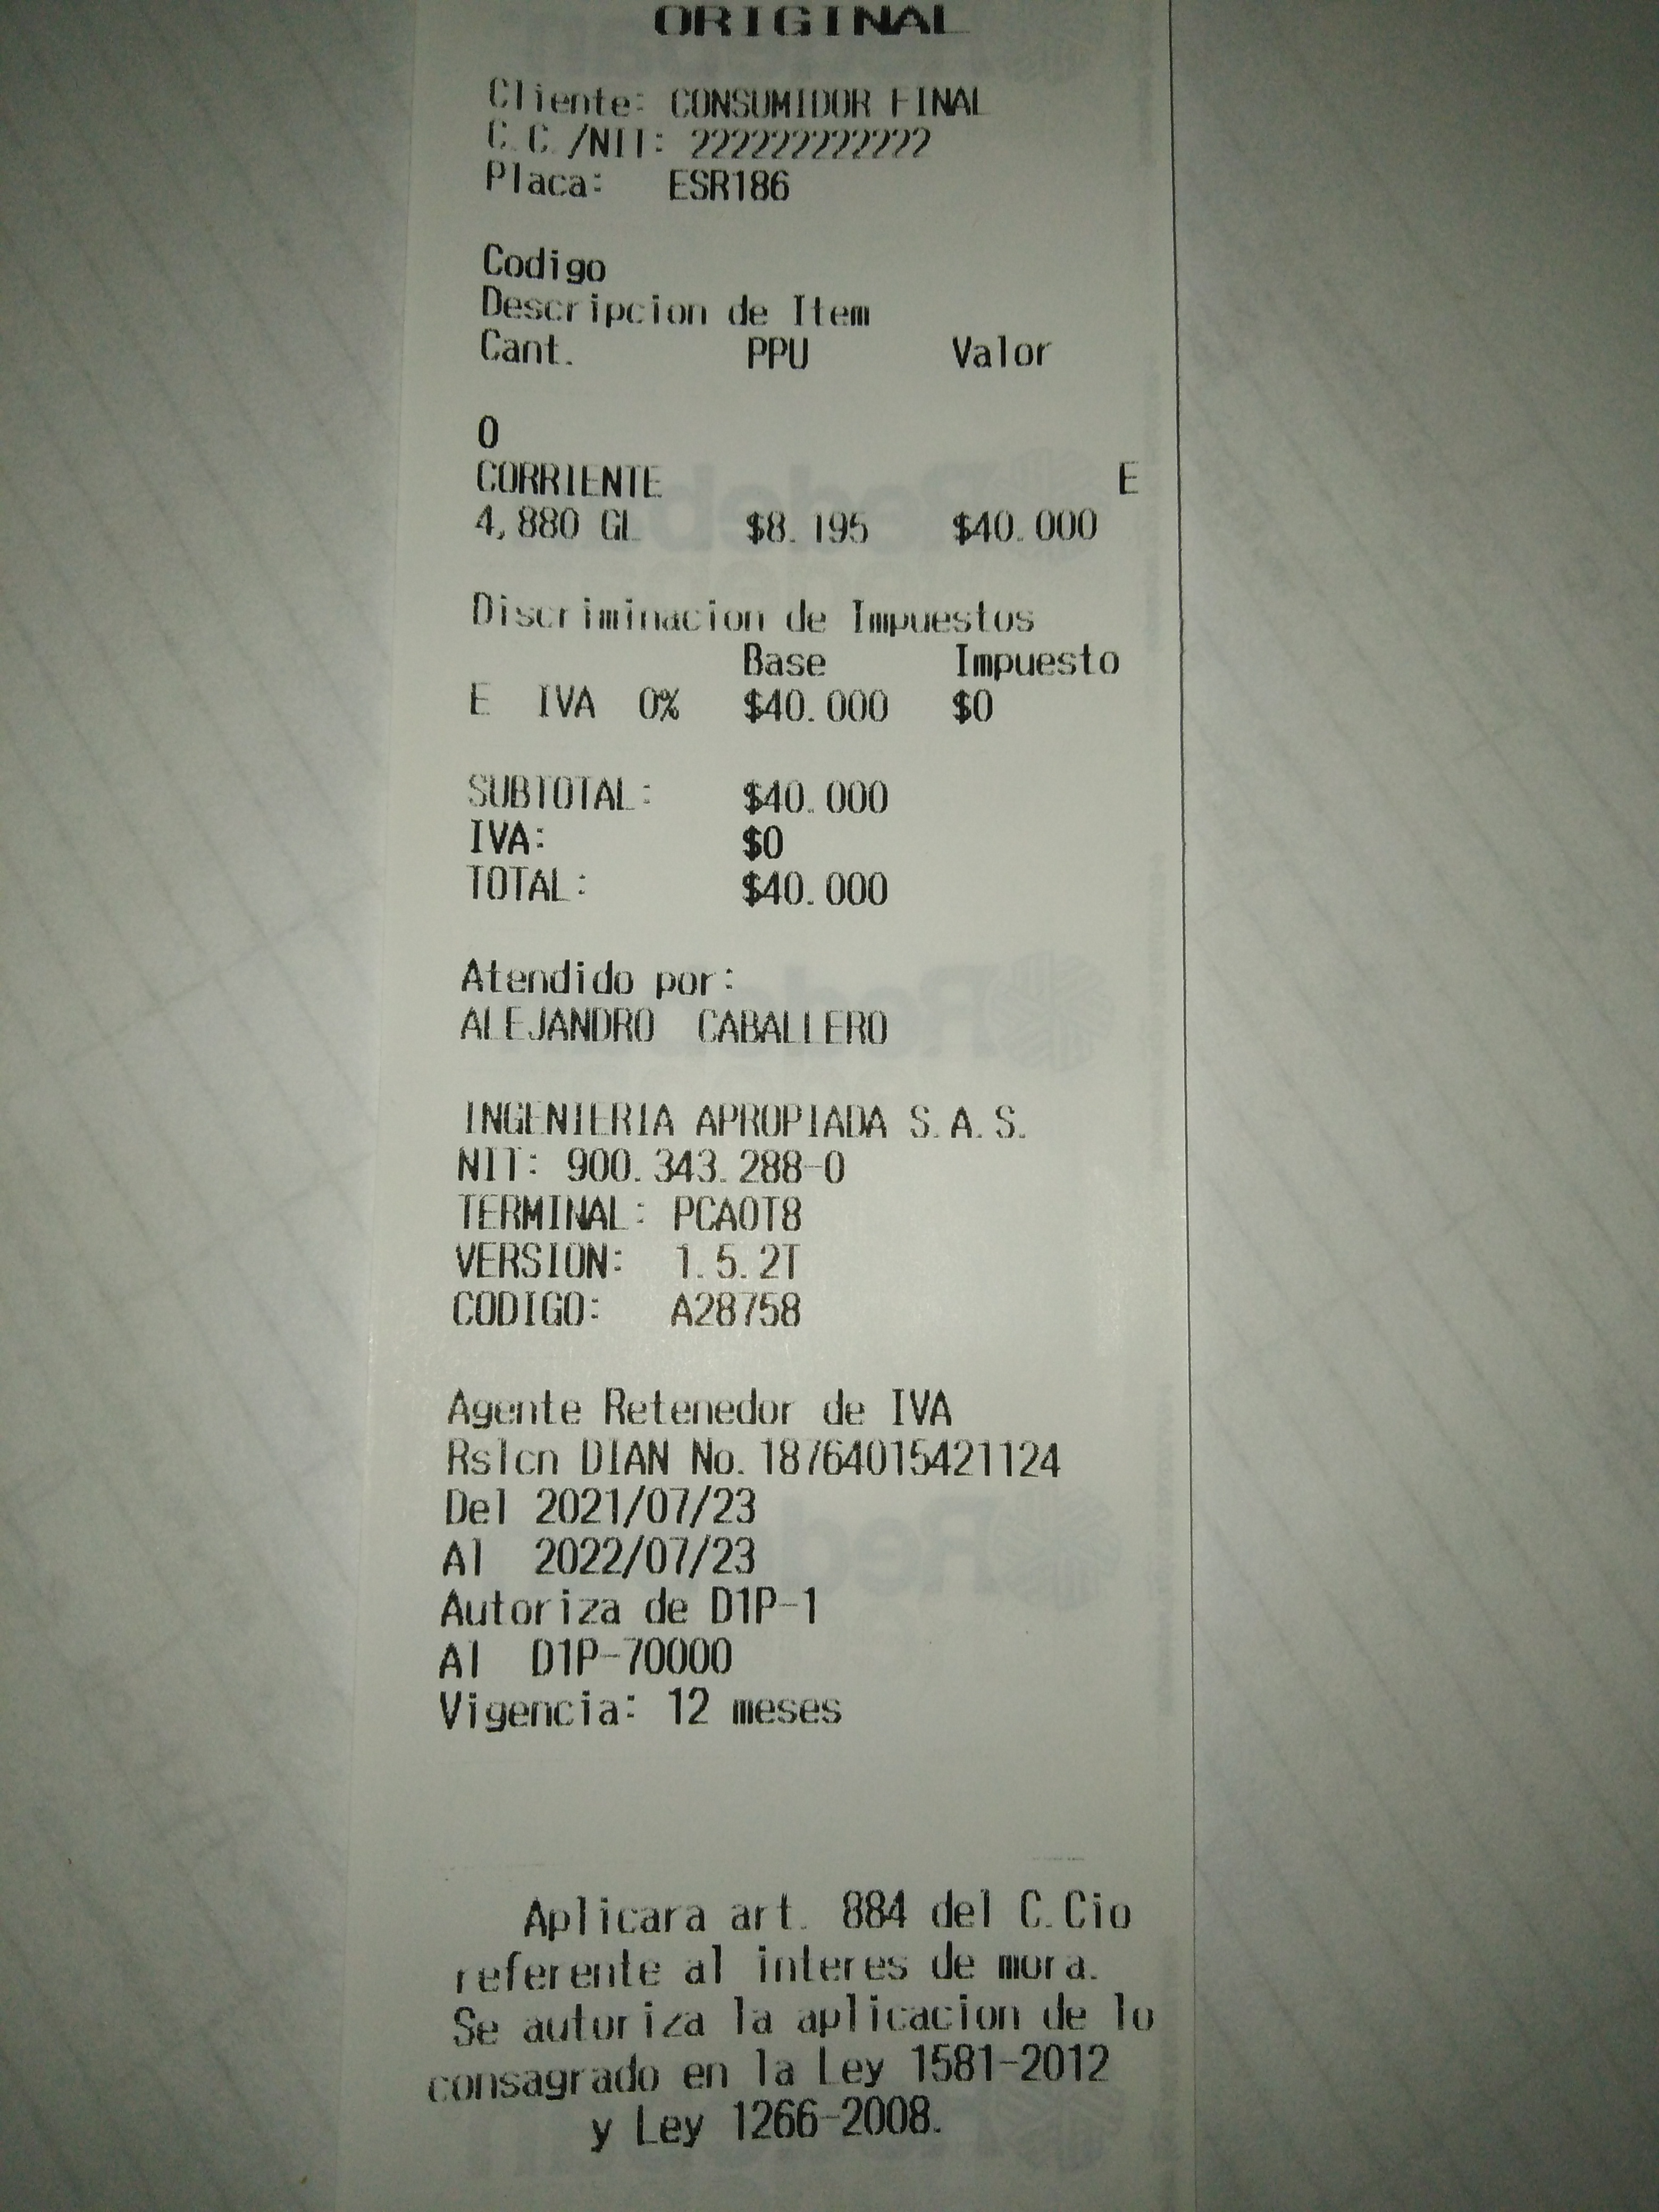 ORIGINAL
Cliente: CONSUMIDOR FINAL
C.C./NIT: 222222222222
Placa: ESR186
Codigo
Descripcion de Item
Cant. PPU Valor
0
CORRIENTE E
4,880 GL $8.195 $40.000
Discriminacion de Impuestos
Base Impuesto
E IVA 0% $40.000 $0
SUBTOTAL: $40.000
IVA: $0
TOTAL: $40.000
Atendido por:
ALEJANDRO CABALLERO
INGENIERIA APROPIADA S.A.S.
NIT: 900.343.288-0
TERMINAL: PCA0T8
VERSION: 1.5.2T
CODIGO: A28758
Agente Retenedor de IVA
Rslcn DIAN No.18764015421124
Del 2021/07/23
Al 2022/07/23
Autoriza de D1P-1
Al D1P-70000
Vigencia: 12 meses
Aplicara art. 884 del C.Cio
referente al interes de mora.
Se autoriza la aplicacion de lo
consagrado en la Ley 1581-2012
y Ley 1266-2008.